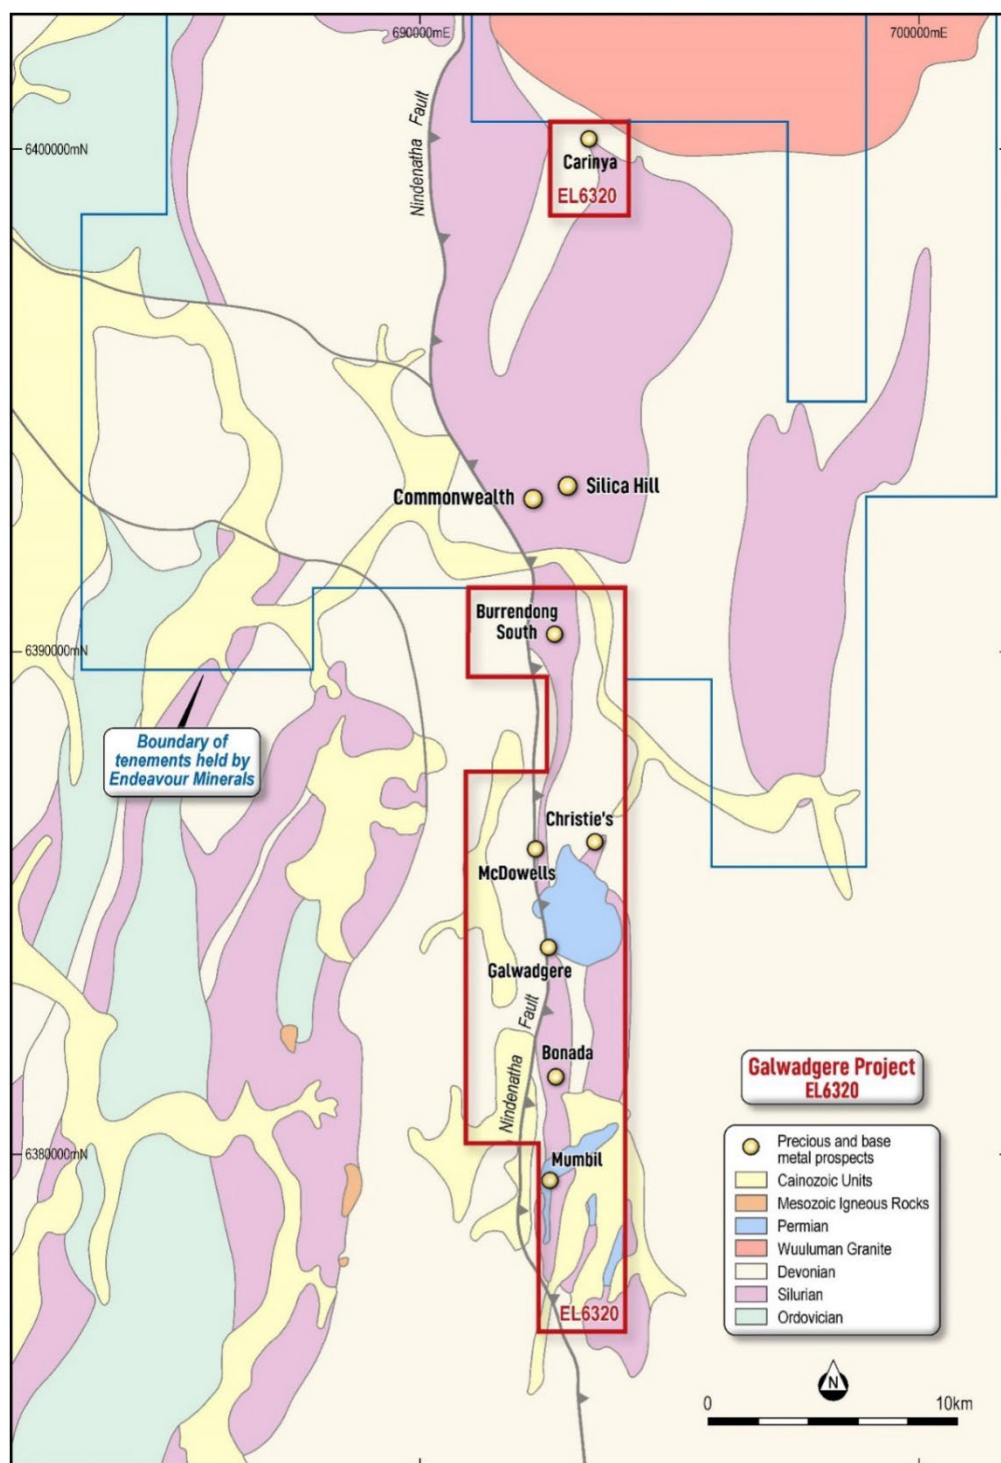 690000mE
700000mE
Nindenatha Fault
6400000mN
Carinya
EL6320
Commonwealth
Silica Hill
Burrendong
South
6390000mN
Boundary of
tenements held by
Endeavour Minerals
Christie's
McDowells
Galwadgere
Nindenatha Fault
Bonada
Galwadgere Project
EL6320
6380000mN
Mumbil
Precious and base
metal prospects
Cainozoic Units
Mesozoic Igneous Rocks
Permian
Wuuluman Granite
Devonian
Silurian
Ordovician
EL6320
N
0
10km